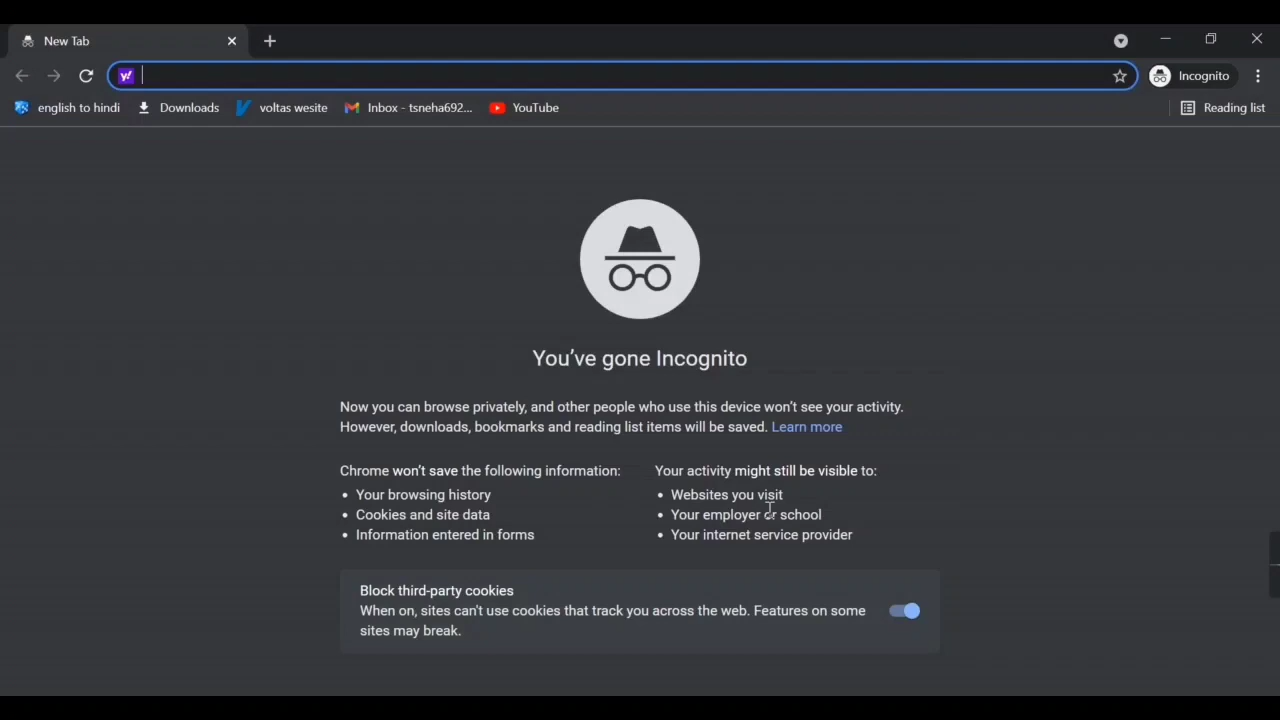 New Tab
y!
Incognito
english to hindi
Downloads
voltas wesite
Inbox - tsneha692...
YouTube
Reading list
You've gone Incognito
Now you can browse privately, and other people who use this device won't see your activity.
However, downloads, bookmarks and reading list items will be saved. Learn more
Chrome won't save the following information:
Your browsing history
Cookies and site data
Information entered in forms
Your activity might still be visible to:
Websites you visit
Your employer or school
Your internet service provider
Block third-party cookies
When on, sites can't use cookies that track you across the web. Features on some
sites may break.